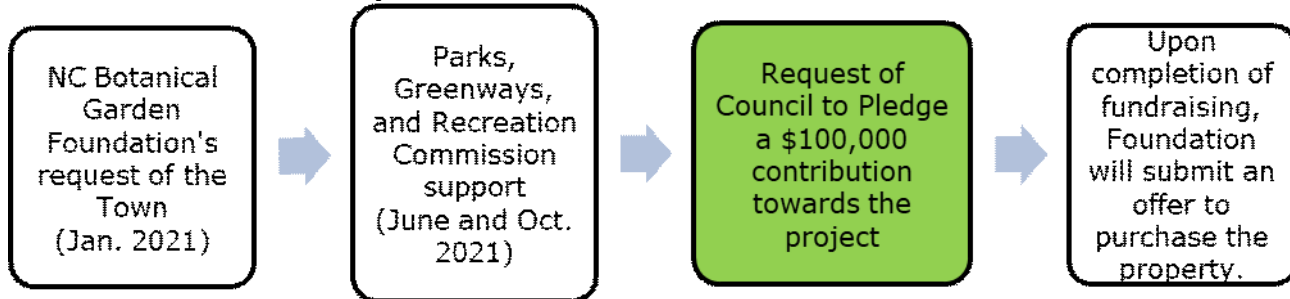 NC Botanical
Garden
Foundation's
request of the
Town
(Jan. 2021)
Parks,
Greenways,
and Recreation
Commission
support
(June and Oct.
2021)
Request of
Council to Pledge
a $100,000
contribution
towards the
project
Upon
completion of
fundraising,
Foundation
will submit an
offer to
purchase the
property.